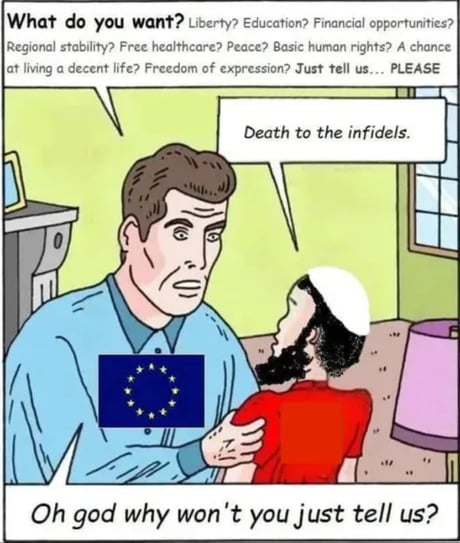 What do you want? Liberty? Education? Financial opportunities?
Regional stability? Free healthcare? Peace? Basic human rights? A chance
at living a decent life? Freedom of expression? Just tell us... PLEASE
Death to the infidels.
Oh god why won't you just tell us?